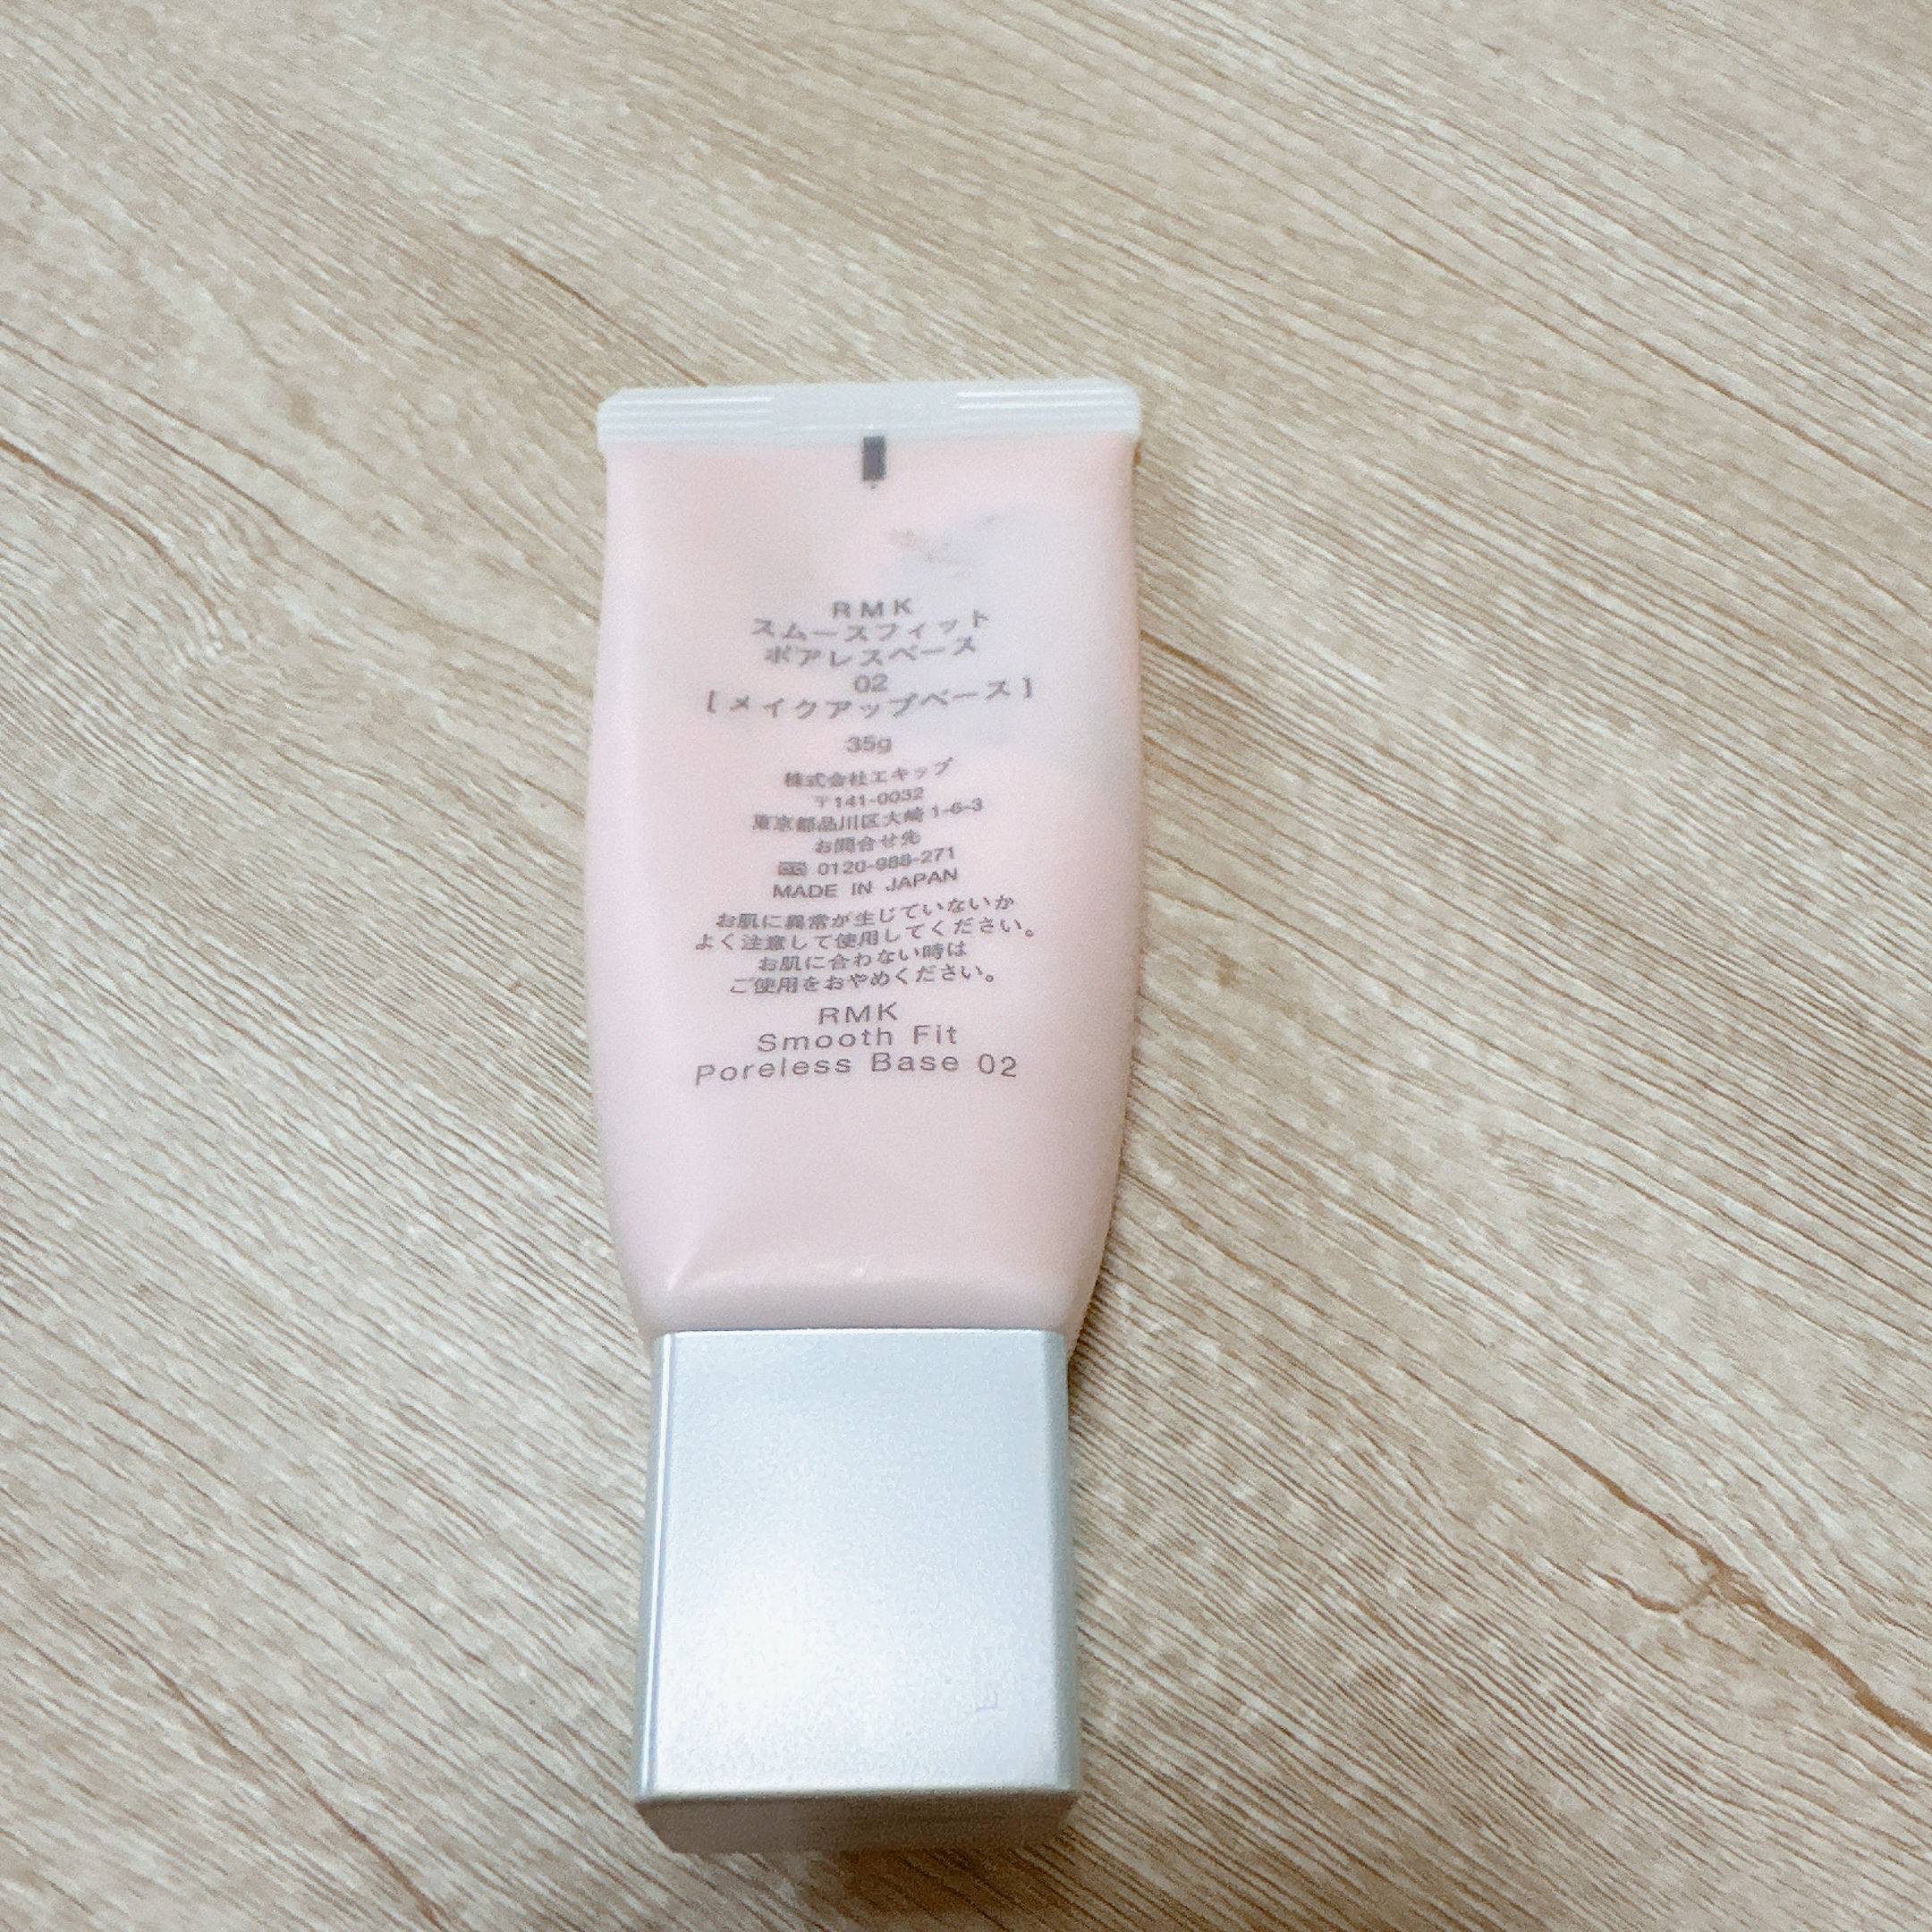 RMK
スムースフィット
ポアレスベース
02
[メイクアップベース]
35g
株式会社エキップ
〒141-0032
東京都品川区大崎1-6-3
お問合せ先
0120-988-271
MADE IN JAPAN
お肌に異常が生じていないか
よく注意して使用してください。
お肌に合わない時は
ご使用をおやめください。
RMK
Smooth Fit
Poreless Base 02